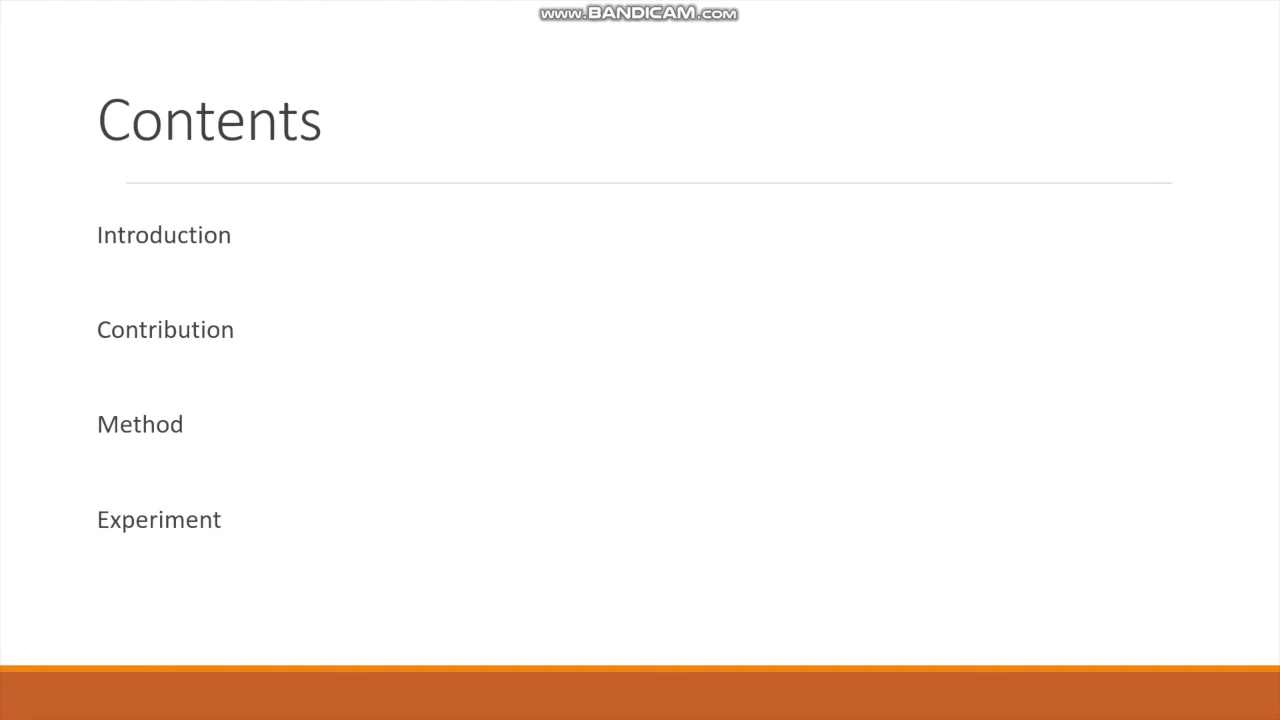 www.BANDICAM.com
Contents
Introduction
Contribution
Method
Experiment